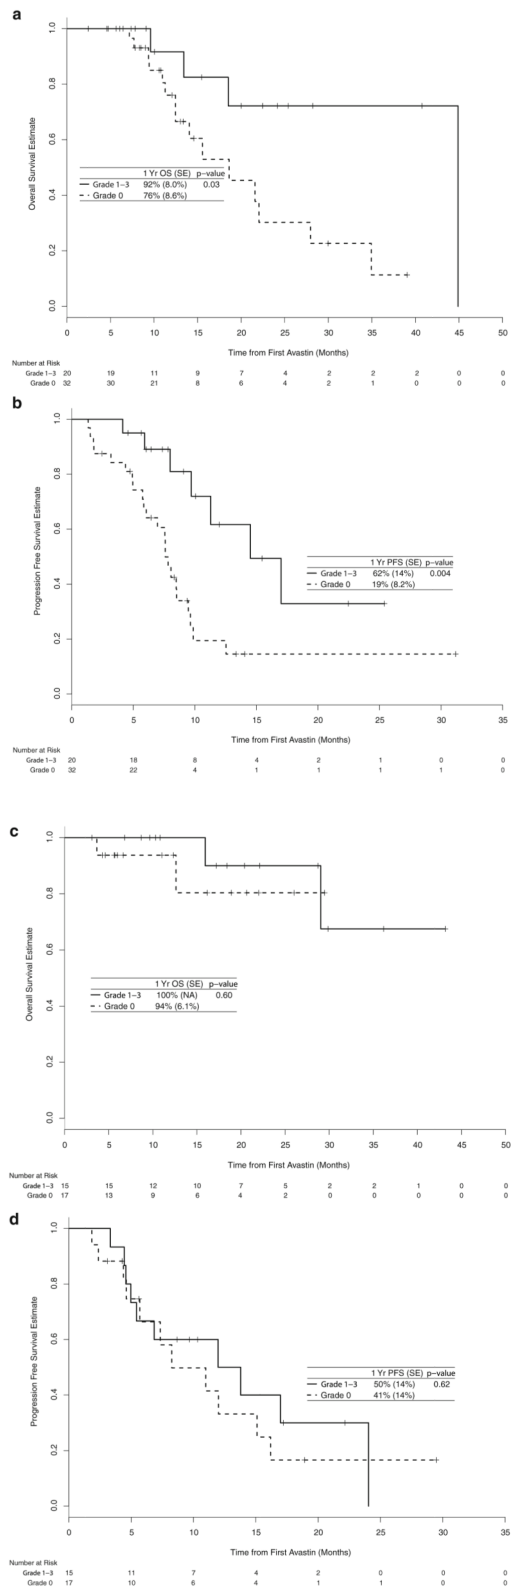 a
Overall Survival Estimate
1.0
0.8
0.6
0.4
0.2
0.0
1 Yr OS (SE) p–value
Grade 1–3 92% (8.0%) 0.03
Grade 0 76% (8.6%)
0 5 10 15 20 25 30 35 40 45 50
Time from First Avastin (Months)
Number at Risk
Grade 1–3 20 19 11 9 7 4 2 2 2 0 0
Grade 0 32 30 21 8 6 4 2 1 0 0 0
b
Progression Free Survival Estimate
1.0
0.8
0.6
0.4
0.2
0.0
1 Yr PFS (SE) p–value
Grade 1–3 62% (14%) 0.004
Grade 0 19% (8.2%)
0 5 10 15 20 25 30 35
Time from First Avastin (Months)
Number at Risk
Grade 1–3 20 18 8 4 2 1 0 0
Grade 0 32 22 4 1 1 1 1 0
c
Overall Survival Estimate
1.0
0.8
0.6
0.4
0.2
0.0
1 Yr OS (SE) p–value
Grade 1–3 100% (NA) 0.60
Grade 0 94% (6.1%)
0 5 10 15 20 25 30 35 40 45 50
Time from First Avastin (Months)
Number at Risk
Grade 1–3 15 15 12 10 7 5 2 2 1 0 0
Grade 0 17 13 9 6 4 2 0 0 0 0 0
d
Progression Free Survival Estimate
1.0
0.8
0.6
0.4
0.2
0.0
1 Yr PFS (SE) p–value
Grade 1–3 50% (14%) 0.62
Grade 0 41% (14%)
0 5 10 15 20 25 30 35
Time from First Avastin (Months)
Number at Risk
Grade 1–3 15 11 7 4 2 0 0 0
Grade 0 17 10 6 4 1 1 0 0